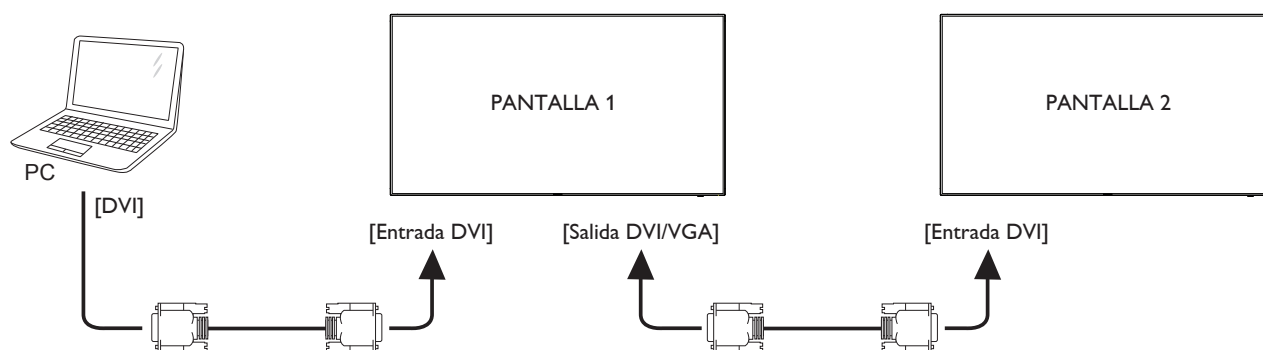 PANTALLA 1
PANTALLA 2
PC
[DVI]
[Entrada DVI]
[Salida DVI/VGA]
[Entrada DVI]